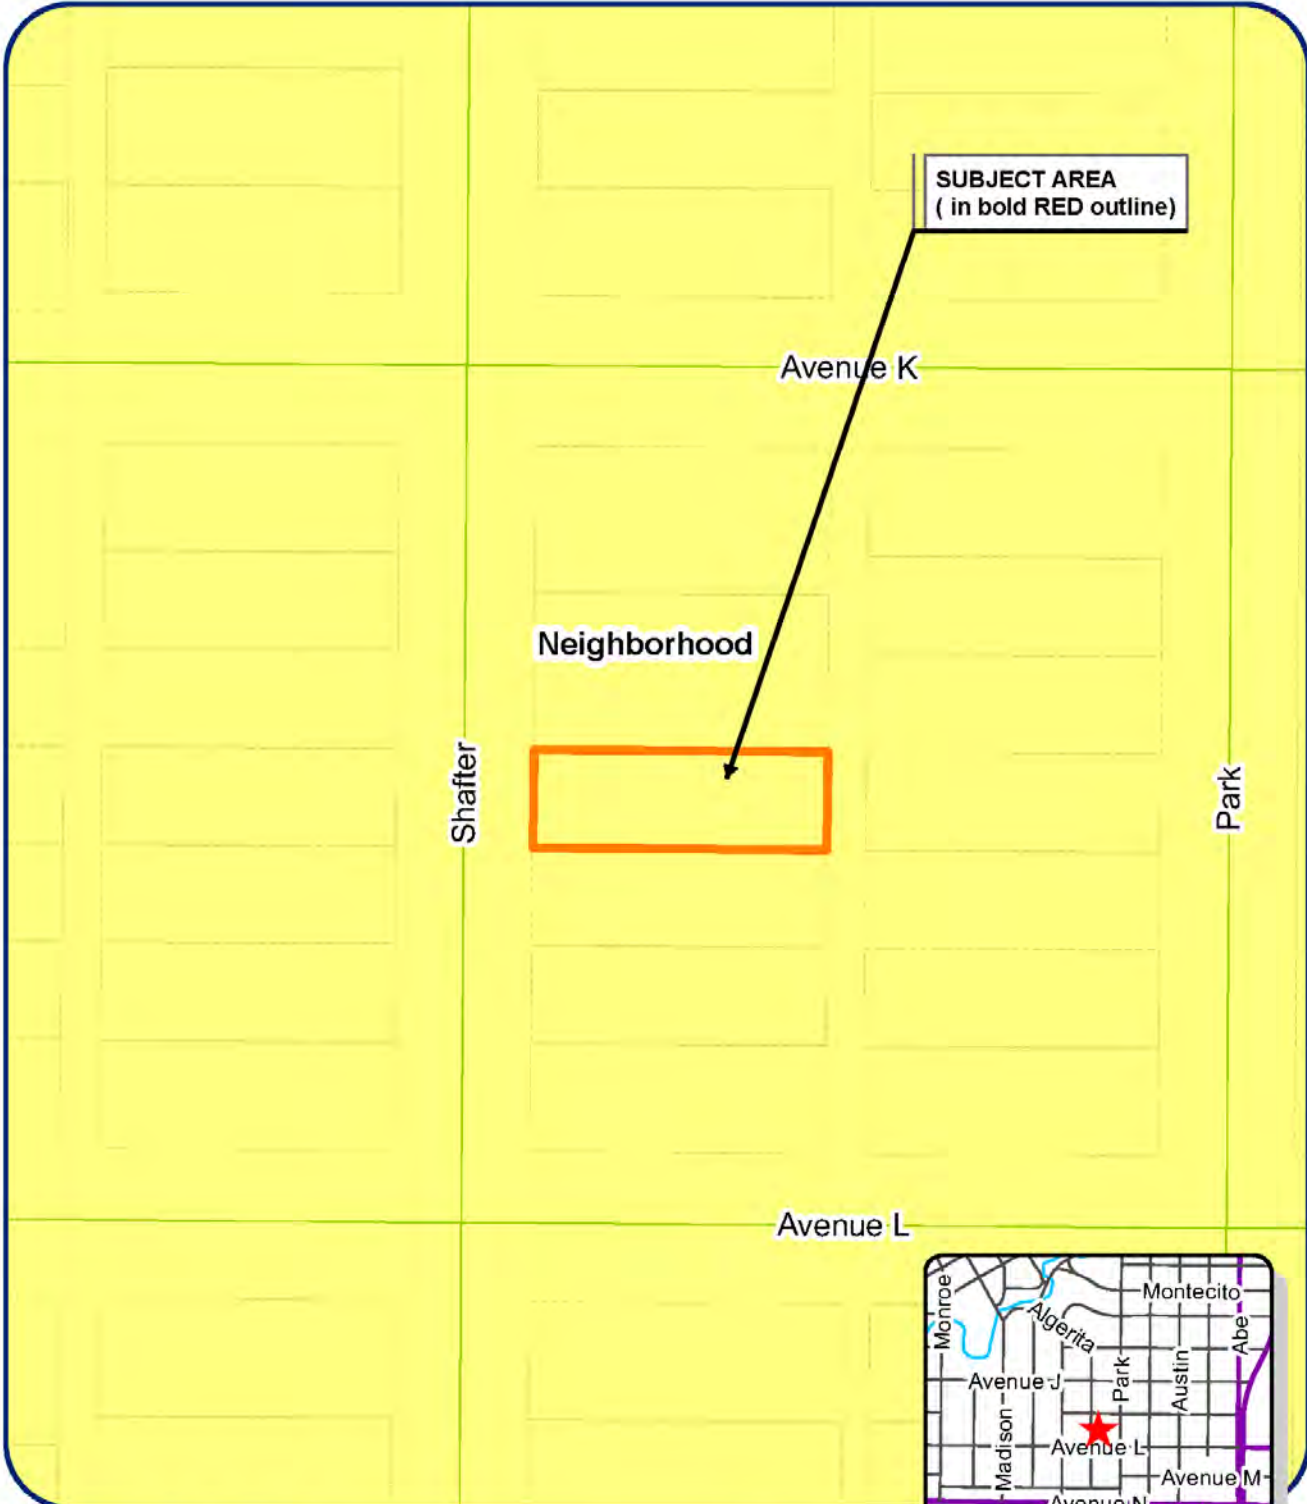 SUBJECT AREA
( in bold RED outline)
Avenue K
Neighborhood
Shafter
Park
Avenue L
Monroe
Montecito
Algerita
Abe
Avenue J
Park
Austin
Madison
Avenue L
Avenue M
Avenue N